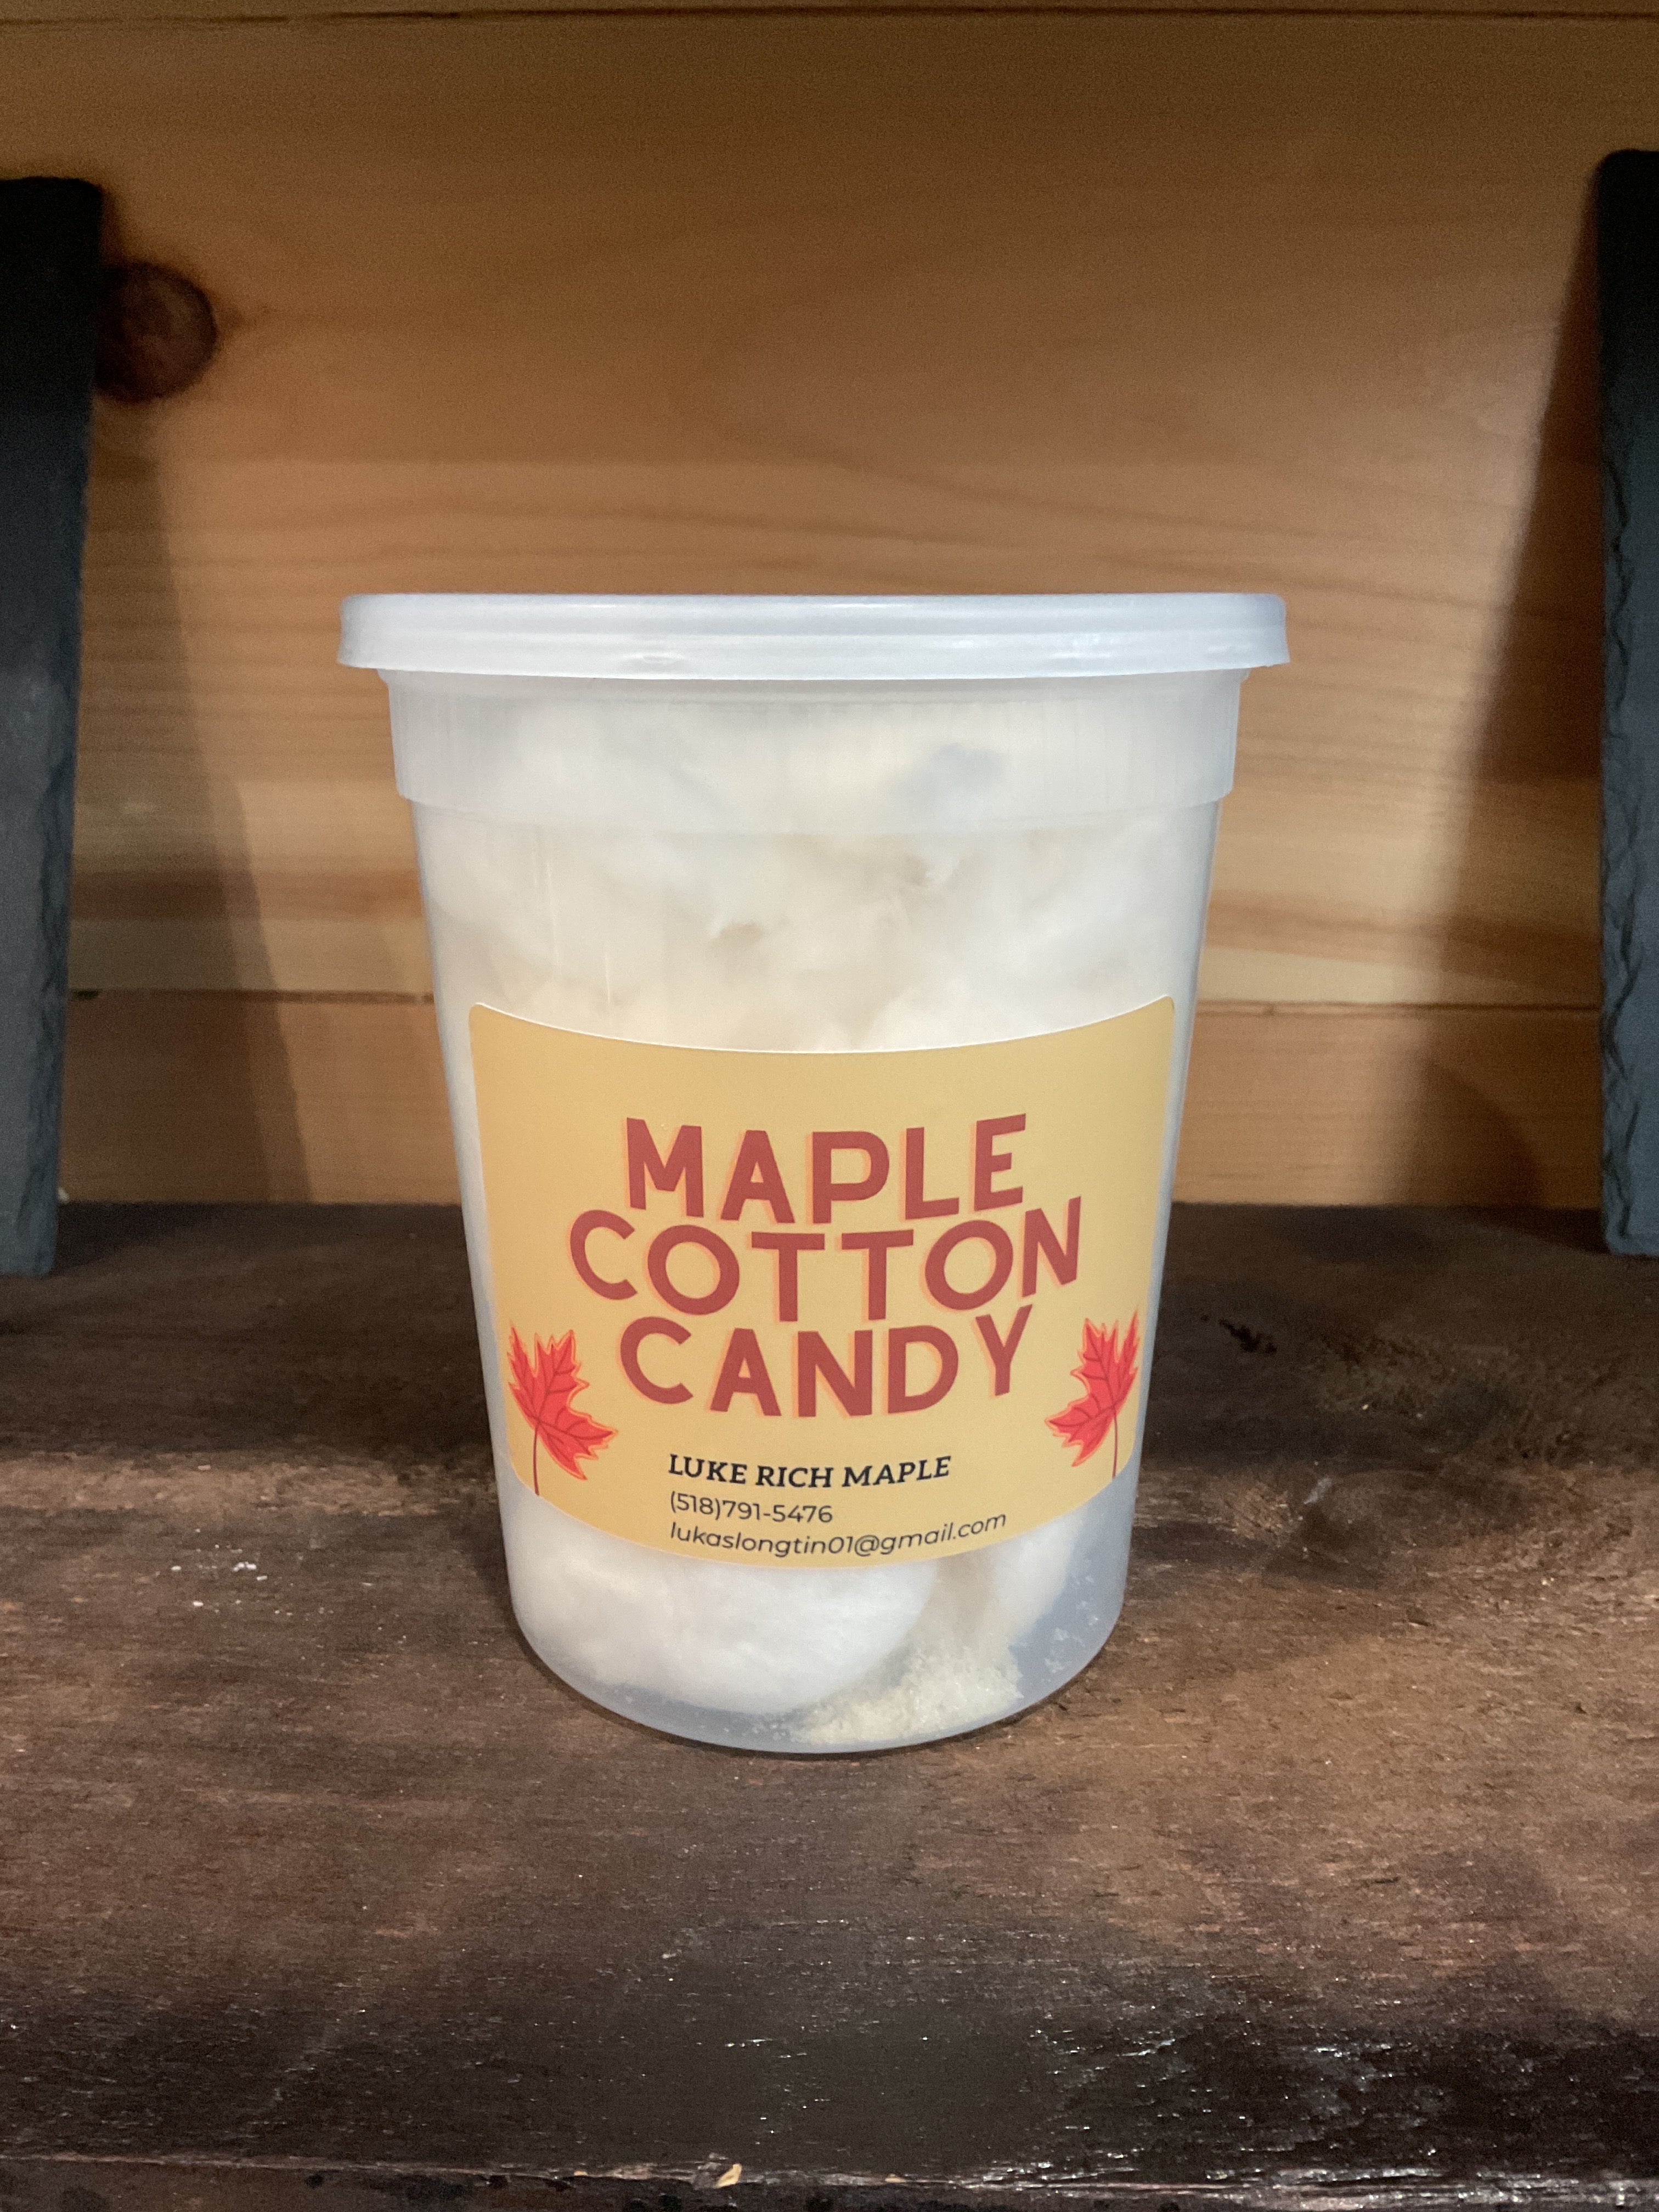 MAPLE
COTTON
CANDY
LUKE RICH MAPLE
(518)791-5476
lukaslongtin01@gmail.com